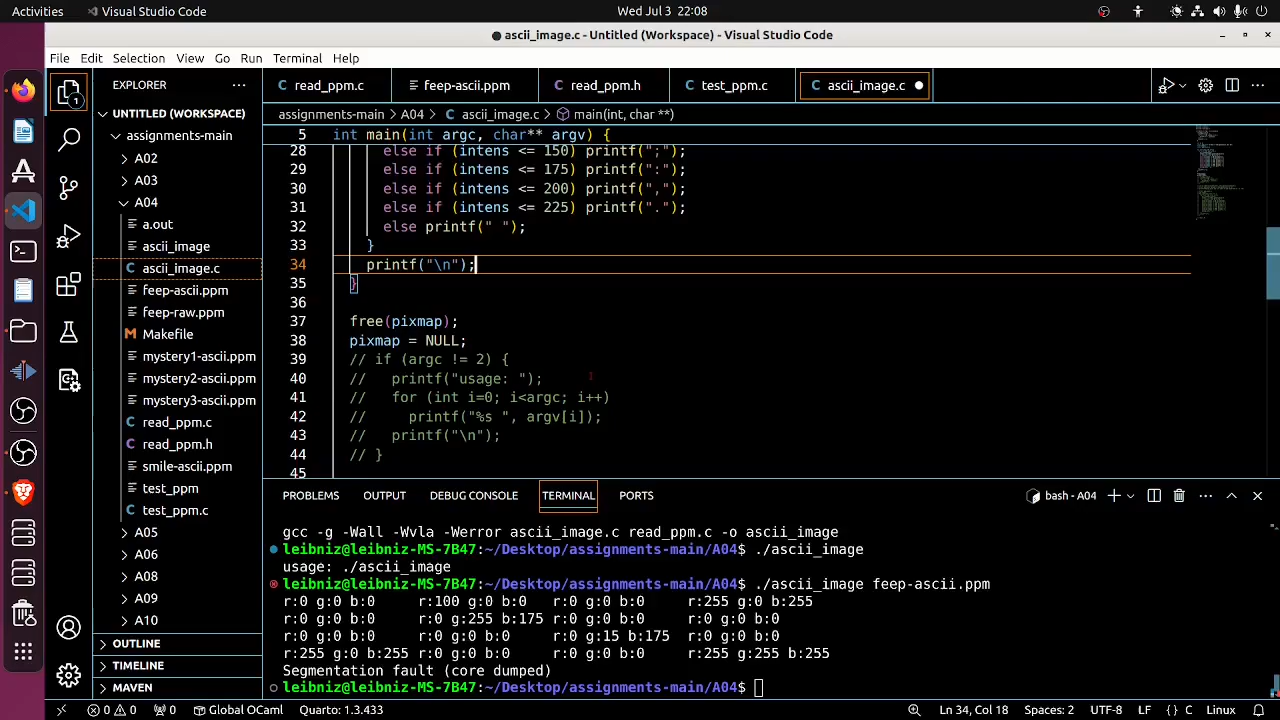 Activities
Visual Studio Code
Wed Jul 3 22:08
ascii_image.c - Untitled (Workspace) - Visual Studio Code
File Edit Selection View Go Run Terminal Help
EXPLORER
read_ppm.c
feep-ascii.ppm
read_ppm.h
test_ppm.c
ascii_image.c
UNTITLED (WORKSPACE)
assignments-main
A02
A03
A04
a.out
ascii_image
ascii_image.c
feep-ascii.ppm
feep-raw.ppm
Makefile
mystery1-ascii.ppm
mystery2-ascii.ppm
mystery3-ascii.ppm
read_ppm.c
read_ppm.h
smile-ascii.ppm
test_ppm
test_ppm.c
A05
A06
A08
A09
A10
OUTLINE
TIMELINE
MAVEN
assignments-main > A04 > C ascii_image.c > main(int, char **)
5 int main(int argc, char** argv) {
28 else if (intens <= 150) printf(";");
29 else if (intens <= 175) printf(":");
30 else if (intens <= 200) printf(",");
31 else if (intens <= 225) printf(".");
32 else printf(" ");
33 }
34 printf("\n");
35 }
36
37 free(pixmap);
38 pixmap = NULL;
39 // if (argc != 2) {
40 //   printf("usage: ");
41 //   for (int i=0; i<argc; i++)
42 //     printf("%s ", argv[i]);
43 //   printf("\n");
44 // }
45
PROBLEMS OUTPUT DEBUG CONSOLE TERMINAL PORTS
bash - A04
gcc -g -Wall -Wvla -Werror ascii_image.c read_ppm.c -o ascii_image
leibniz@leibniz-MS-7B47:~/Desktop/assignments-main/A04$ ./ascii_image
usage: ./ascii_image
leibniz@leibniz-MS-7B47:~/Desktop/assignments-main/A04$ ./ascii_image feep-ascii.ppm
r:0 g:0 b:0 r:100 g:0 b:0 r:0 g:0 b:0 r:255 g:0 b:255
r:0 g:0 b:0 r:0 g:255 b:175 r:0 g:0 b:0 r:0 g:0 b:0
r:0 g:0 b:0 r:0 g:0 b:0 r:0 g:15 b:175 r:0 g:0 b:0
r:255 g:0 b:255 r:0 g:0 b:0 r:0 g:0 b:0 r:255 g:255 b:255
Segmentation fault (core dumped)
leibniz@leibniz-MS-7B47:~/Desktop/assignments-main/A04$
0 0 0 Global OCaml Quarto: 1.3.433
Ln 34, Col 18 Spaces: 2 UTF-8 LF { } C Linux